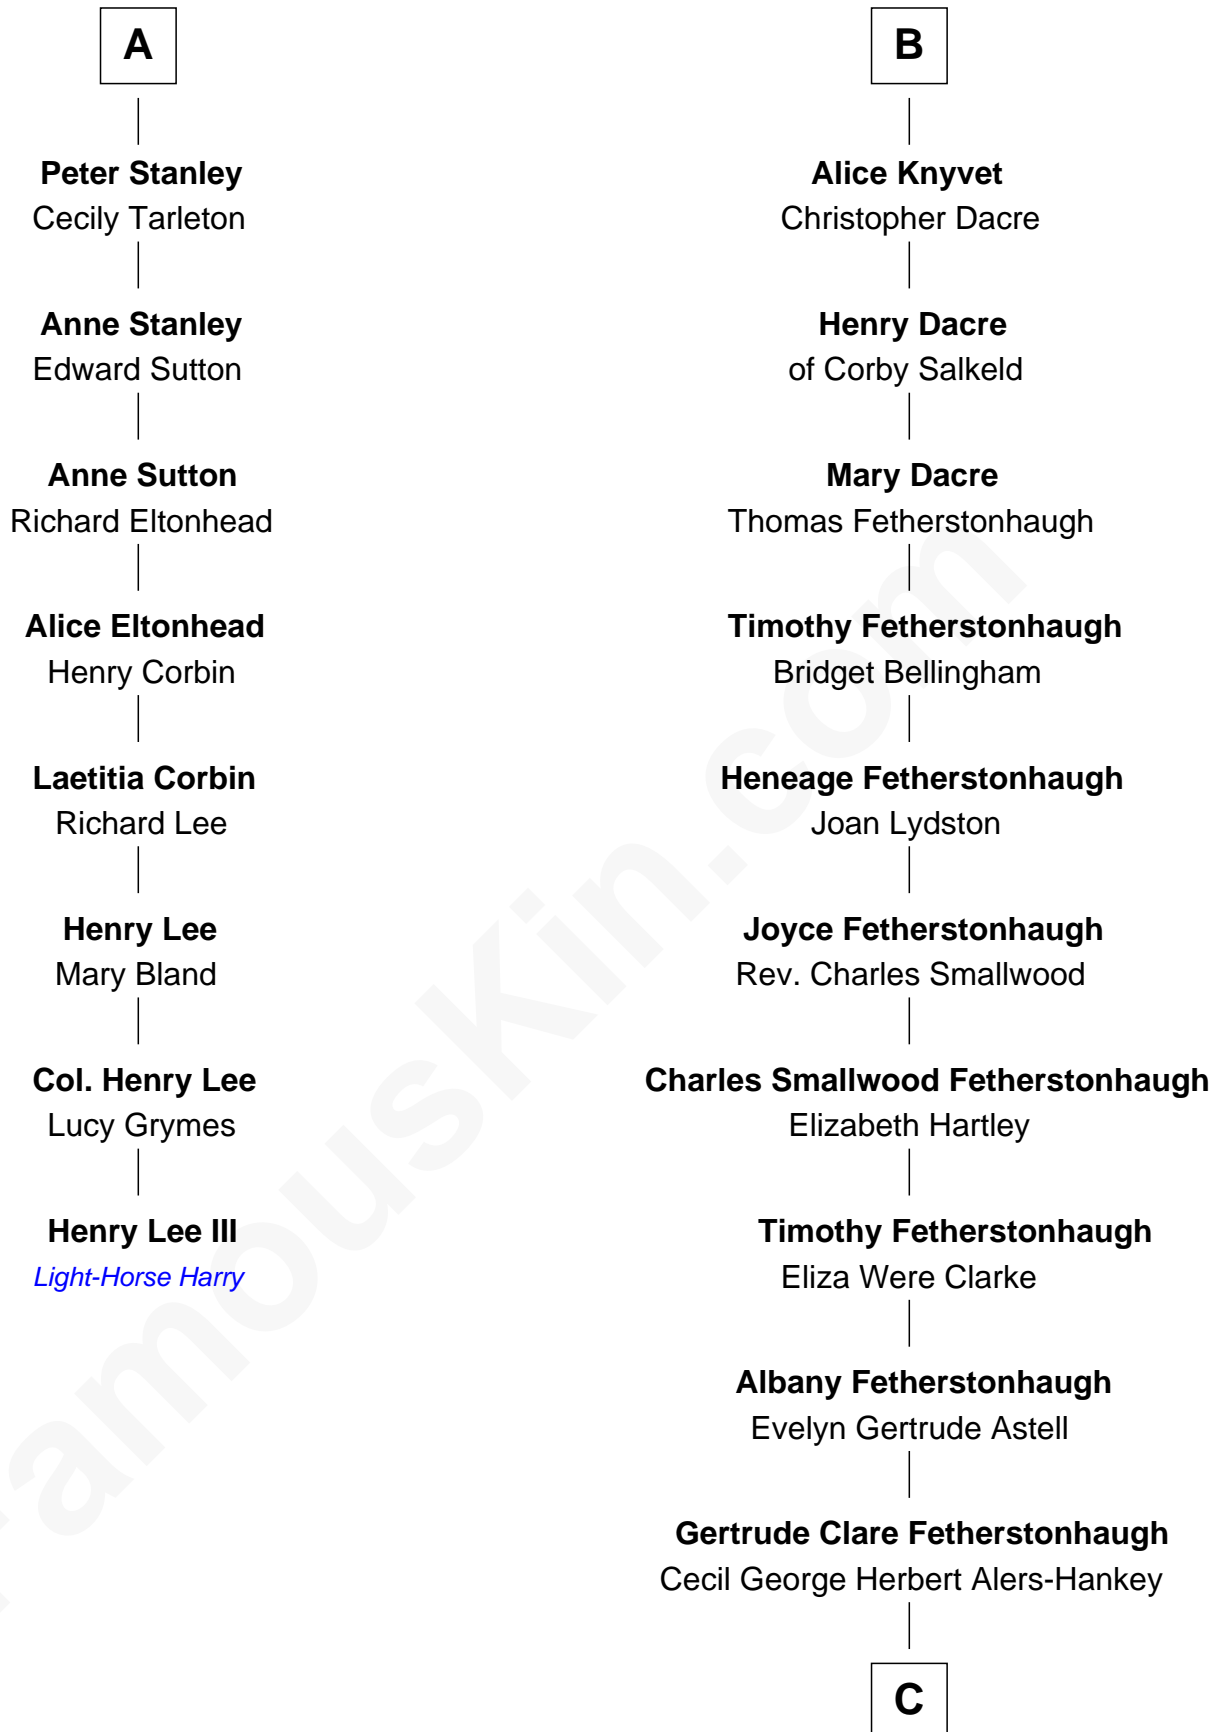 A
Peter Stanley
Cecily Tarleton
Anne Stanley
Edward Sutton
Anne Sutton
Richard Eltonhead
Alice Eltonhead
Henry Corbin
Laetitia Corbin
Richard Lee
Henry Lee
Mary Bland
Col. Henry Lee
Lucy Grymes
Henry Lee III
Light-Horse Harry
B
Alice Knyvet
Christopher Dacre
Henry Dacre
of Corby Salkeld
Mary Dacre
Thomas Fetherstonhaugh
Timothy Fetherstonhaugh
Bridget Bellingham
Heneage Fetherstonhaugh
Joan Lydston
Joyce Fetherstonhaugh
Rev. Charles Smallwood
Charles Smallwood Fetherstonhaugh
Elizabeth Hartley
Timothy Fetherstonhaugh
Eliza Were Clarke
Albany Fetherstonhaugh
Evelyn Gertrude Astell
Gertrude Clare Fetherstonhaugh
Cecil George Herbert Alers-Hankey
C
FamousKin.com